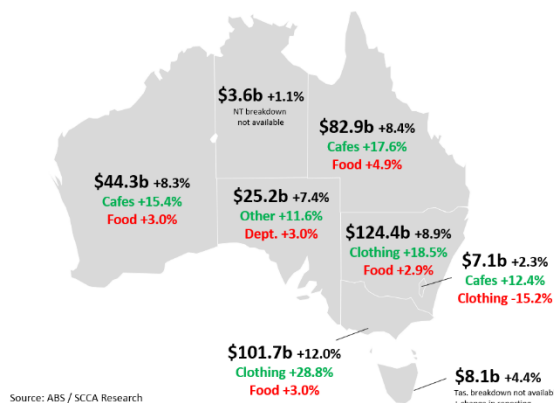 $3.6b +1.1%
NT breakdown
not available
$82.9b +8.4%
Cafes +17.6%
Food +4.9%
$44.3b +8.3%
Cafes +15.4%
Food +3.0%
$25.2b +7.4%
Other +11.6%
Dept. +3.0%
$124.4b +8.9%
Clothing +18.5%
Food +2.9%
$7.1b +2.3%
Cafes +12.4%
Clothing -15.2%
$101.7b +12.0%
Clothing +28.8%
Food +3.0%
$8.1b +4.4%
Tas. breakdown not available
Source: ABS / SCCA Research